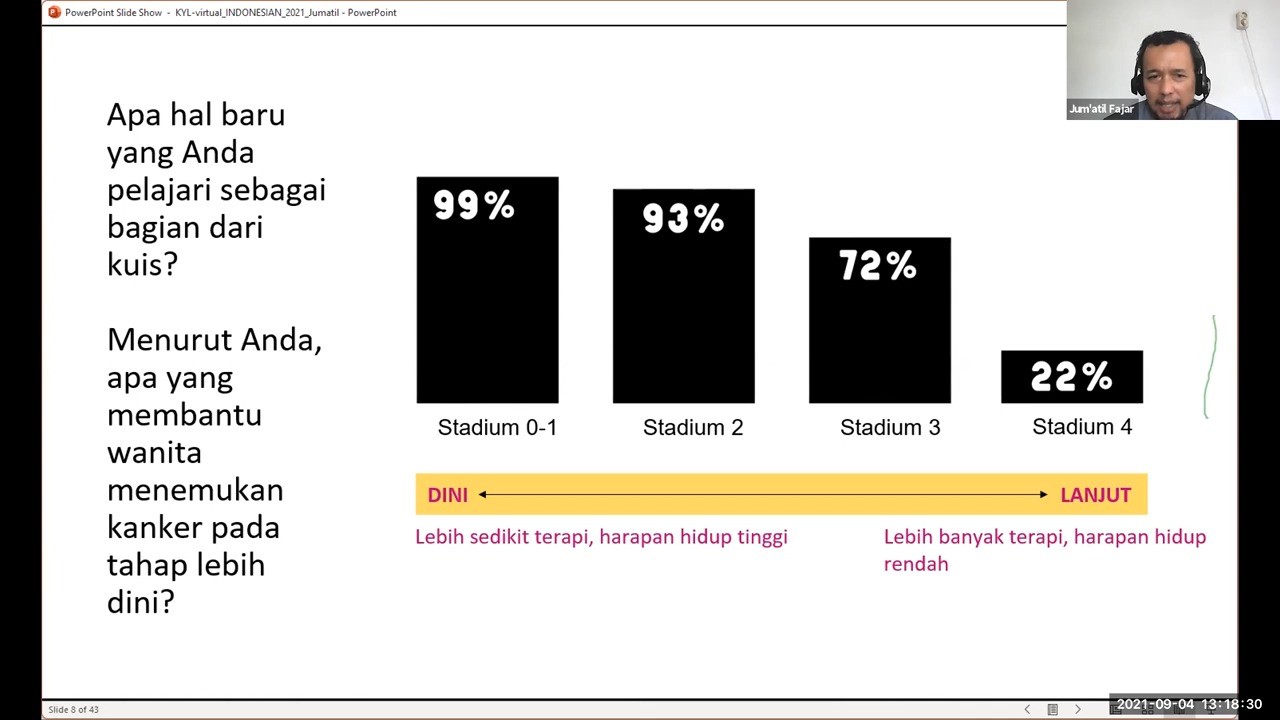 PowerPoint Slide Show - KYL-virtual_INDONESIAN_2021_Jumatil - PowerPoint
Jum'atil Fajar
Apa hal baru
yang Anda
pelajari sebagai
bagian dari
kuis?
Menurut Anda,
apa yang
membantu
wanita
menemukan
kanker pada
tahap lebih
dini?
99%
93%
72%
22%
Stadium 0-1
Stadium 2
Stadium 3
Stadium 4
DINI
LANJUT
Lebih sedikit terapi, harapan hidup tinggi
Lebih banyak terapi, harapan hidup
rendah
Slide 8 of 43
2021-09-04 13:18:30